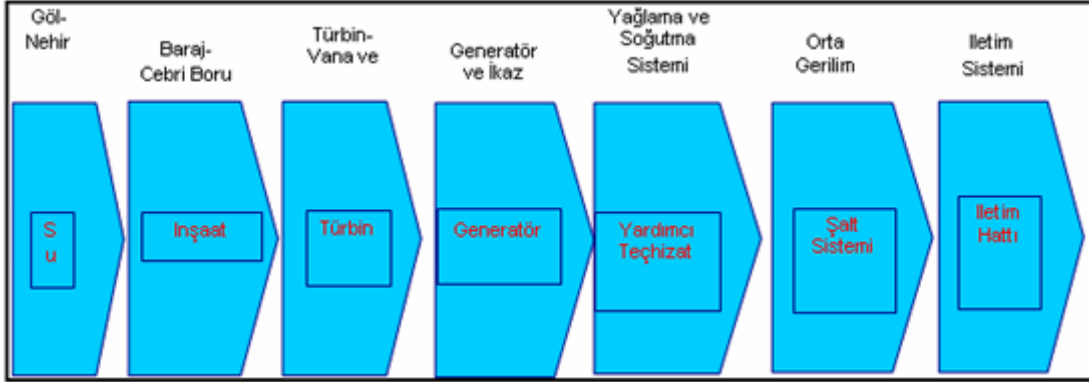 Göl-
Nehir
Baraj-
Cebri Boru
Türbin-
Vana ve
Generatör
ve İkaz
Yağlama ve
Soğutma
Sistemi
Orta
Gerilim
Iletim
Sistemi
S
u
Inşaat
Türbin
Generatör
Yardımcı
Teçhizat
Şalt
Sistemi
Iletim
Hattı